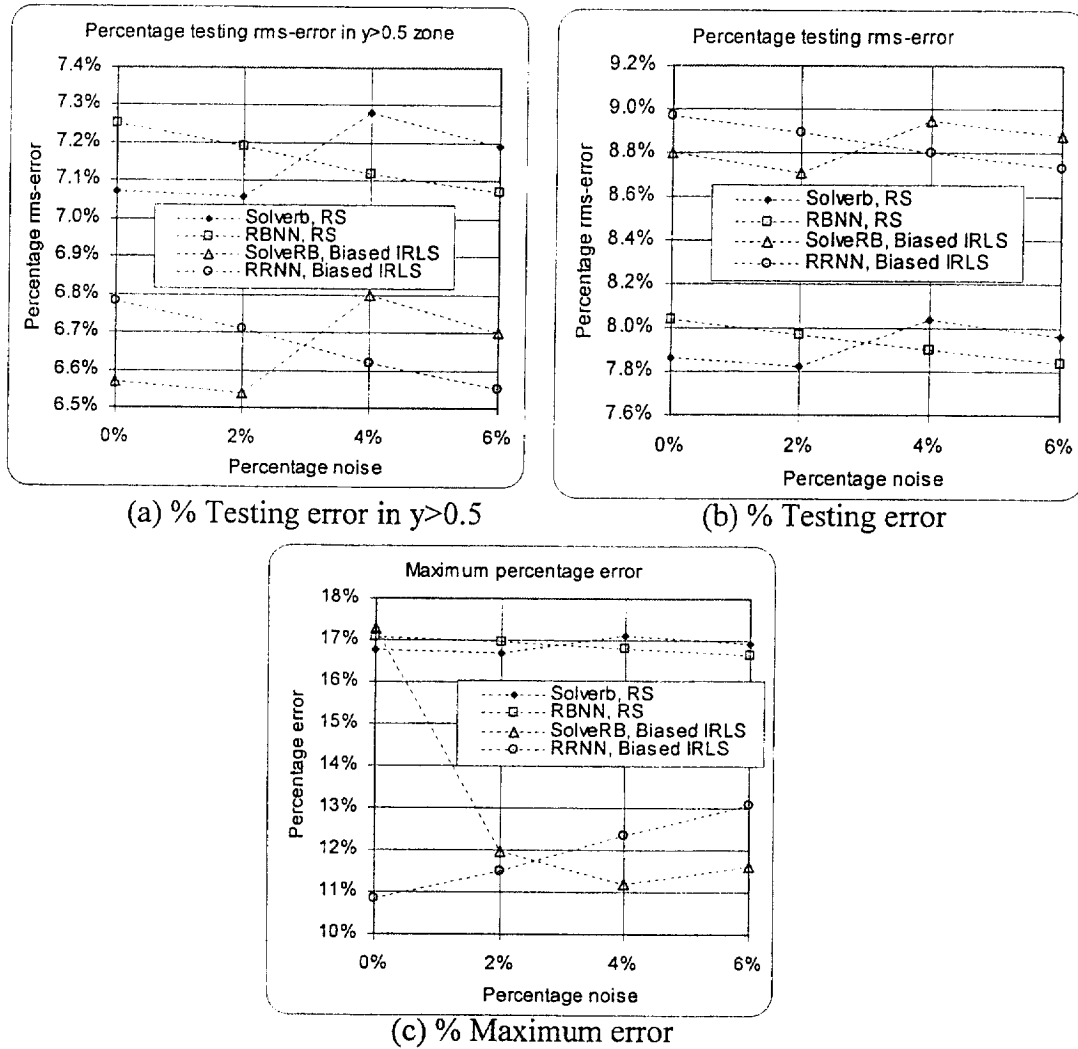 Percentage testing rms-error in y>0.5 zone
Percentage rms-error
7.4%
7.3%
7.2%
7.1%
7.0%
6.9%
6.8%
6.7%
6.6%
6.5%
Solverb, RS
RBNN, RS
SolveRB, Biased IRLS
RRNN, Biased IRLS
0%
2%
4%
6%
Percentage noise
(a) % Testing error in y>0.5
Percentage testing rms-error
Percentage rms-error
9.2%
9.0%
8.8%
8.6%
8.4%
8.2%
8.0%
7.8%
7.6%
Solverb, RS
RBNN, RS
SolveRB, Biased IRLS
RRNN, Biased IRLS
0%
2%
4%
6%
Percentage noise
(b) % Testing error
Maximum percentage error
Percentage error
18%
17%
16%
15%
14%
13%
12%
11%
10%
Solverb, RS
RBNN, RS
SolveRB, Biased IRLS
RRNN, Biased IRLS
0%
2%
4%
6%
Percentage noise
(c) % Maximum error